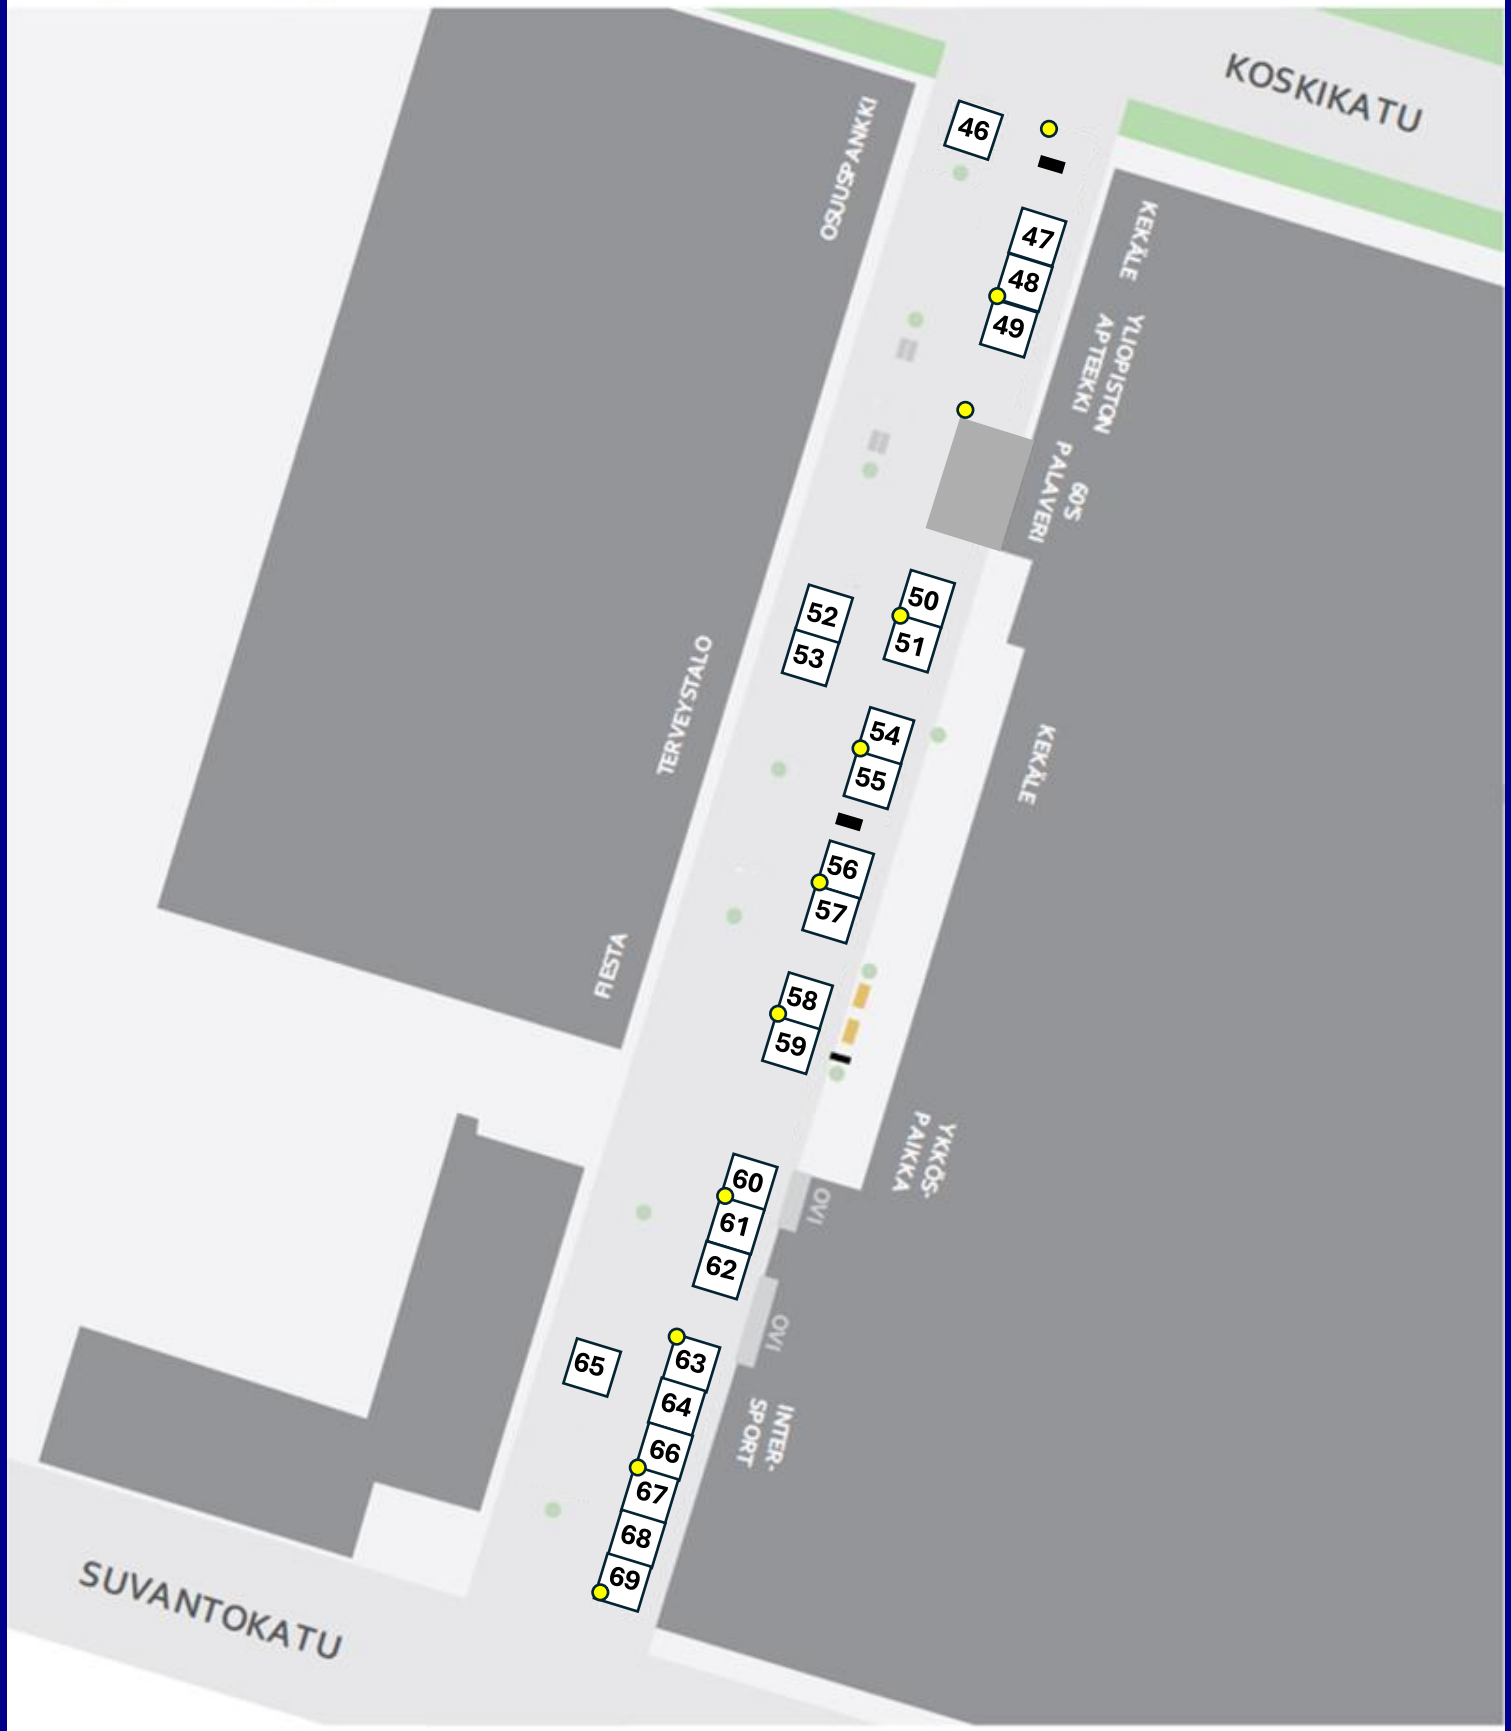 KOSKIKATU
OSUUSPANKKI
46
KEKÄLE
47
48
49
YLIOPISTON
APTEEKKI
60'S
PALAVERI
50
51
52
53
TERVEYSTALO
54
55
KEKÄLE
56
57
FIESTA
58
59
YKKÖS-
PAIKKA
60
61
62
OVI
OVI
63
64
65
66
67
68
69
INTER-
SPORT
SUVANTOKATU